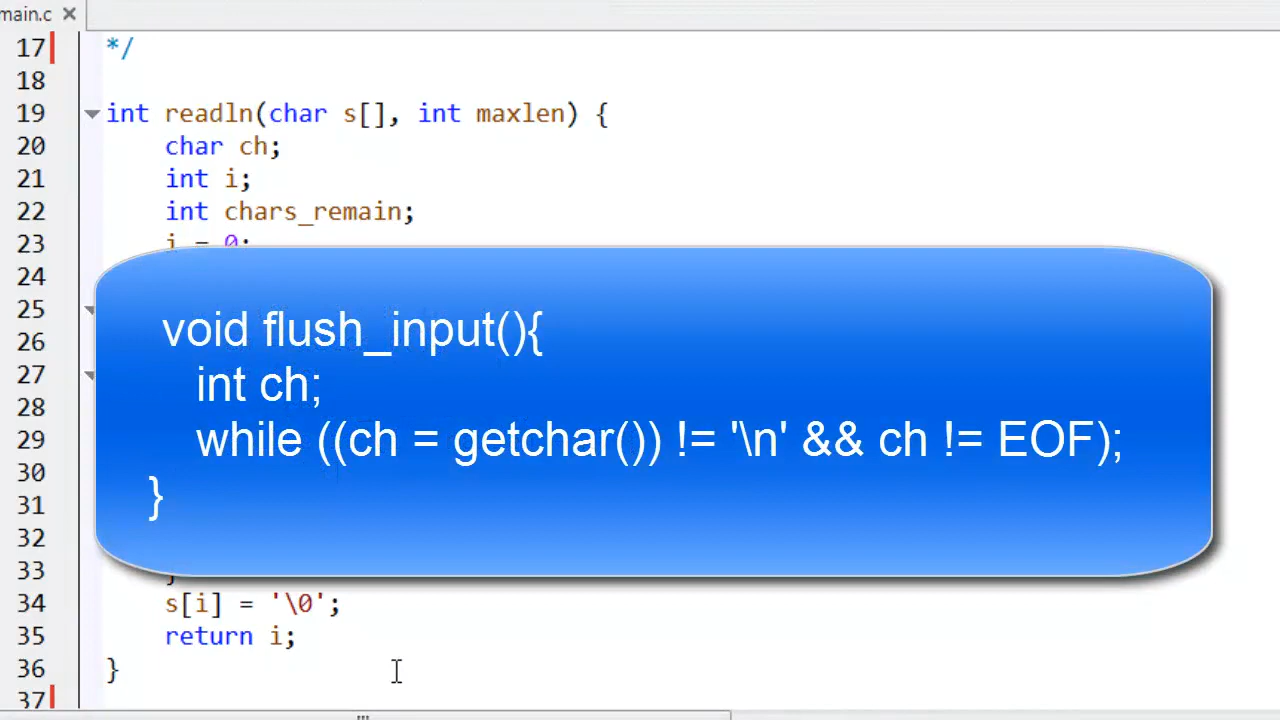 main.c ✕
17 */
18
19 int readln(char s[], int maxlen) {
20 char ch;
21 int i;
22 int chars_remain;
23 i = 0;
24
25
26
27
28
29
30
31
32
33 }
34 s[i] = '\0';
35 return i;
36 }
37
void flush_input(){
int ch;
while ((ch = getchar()) != '\n' && ch != EOF);
}